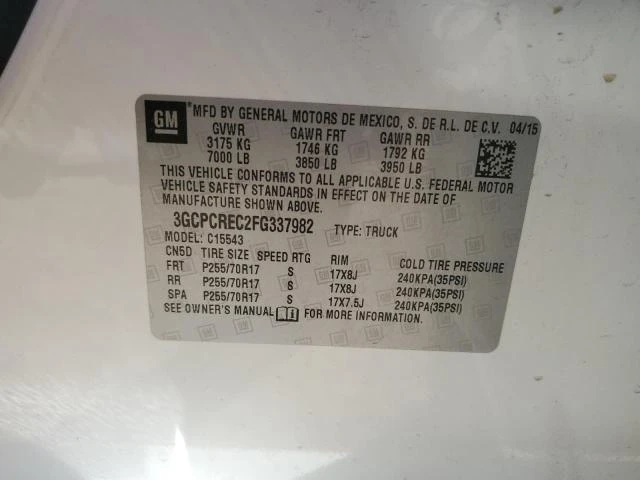 GM *MFD BY GENERAL MOTORS DE MEXICO, S. DE R.L. DE C.V. 04/15
GVWR GAWR FRT GAWR RR
3175 KG 1746 KG 1792 KG
7000 LB 3850 LB 3950 LB
THIS VEHICLE CONFORMS TO ALL APPLICABLE U.S. FEDERAL MOTOR
VEHICLE SAFETY STANDARDS IN EFFECT ON THE DATE OF
MANUFACTURE SHOWN ABOVE.
3GCPCREC2FG337982 TYPE: TRUCK
MODEL: C15543
CN5D TIRE SIZE SPEED RTG RIM COLD TIRE PRESSURE
FRT P255/70R17 S 17X8J 240KPA(35PSI)
RR P255/70R17 S 17X8J 240KPA(35PSI)
SPA P255/70R17 S 17X7.5J 240KPA(35PSI)
SEE OWNER'S MANUAL FOR MORE INFORMATION.